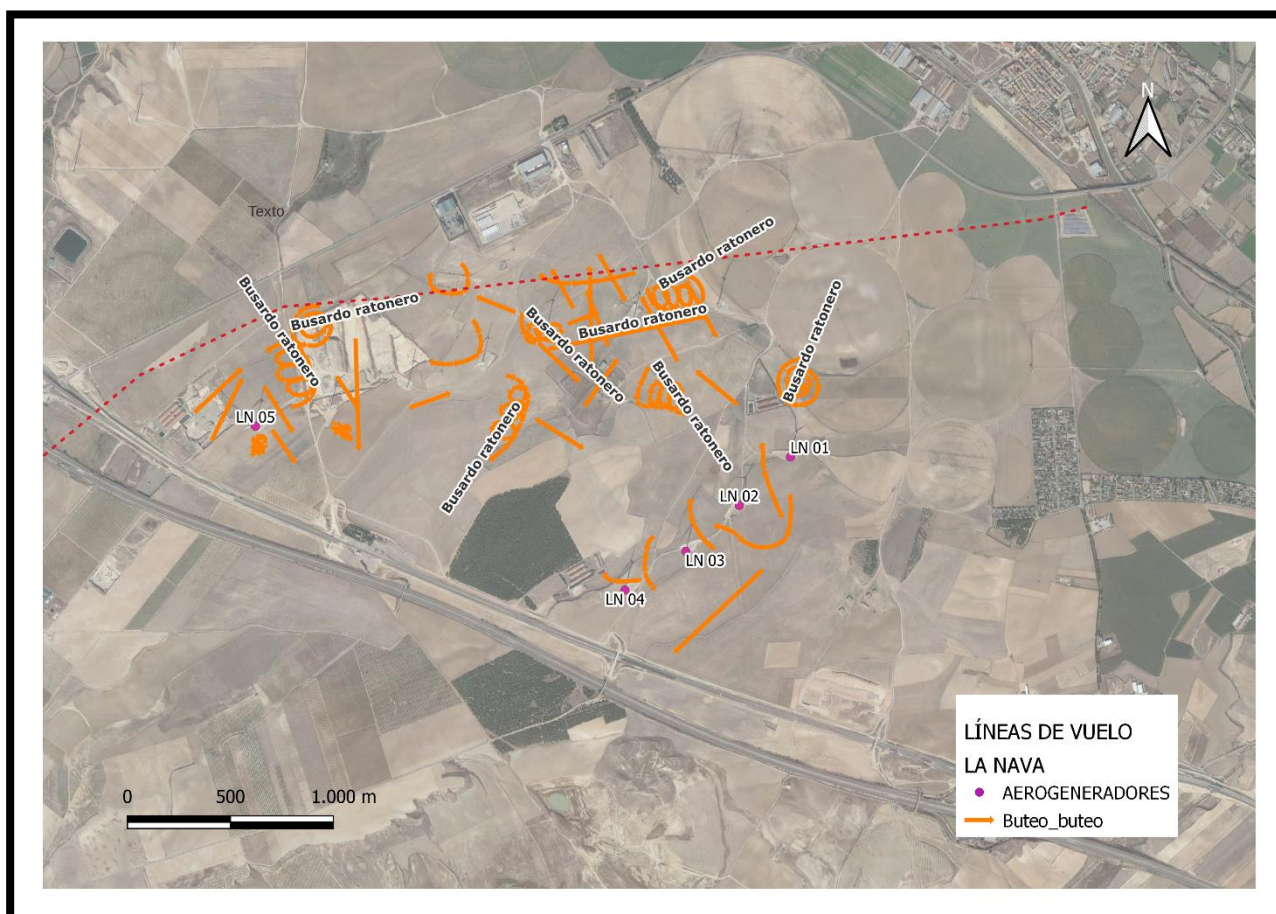 N
Texto
Busardo ratonero
Busardo ratonero
Busardo ratonero
Busardo ratonero
Busardo ratonero
Busardo ratonero
Busardo ratonero
Busardo ratonero
LN 05
LN 01
LN 02
LN 03
LN 04
0 500 1.000 m
LÍNEAS DE VUELO
LA NAVA
AEROGENERADORES
Buteo_buteo